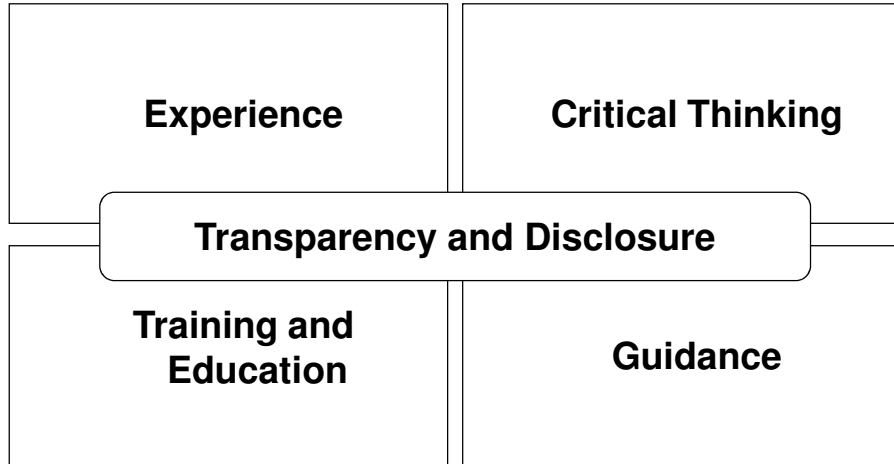 Experience
Critical Thinking
Transparency and Disclosure
Training and
Education
Guidance